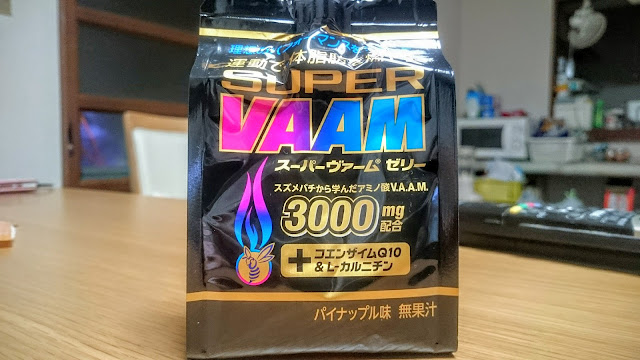 運動で体脂肪を
SUPER
VAAM
スーパーヴァーム ゼリー
スズメバチから学んだアミノ酸V.A.A.M.
3000mg
配合
+ コエンザイムQ10
&L-カルニチン
パイナップル味 無果汁